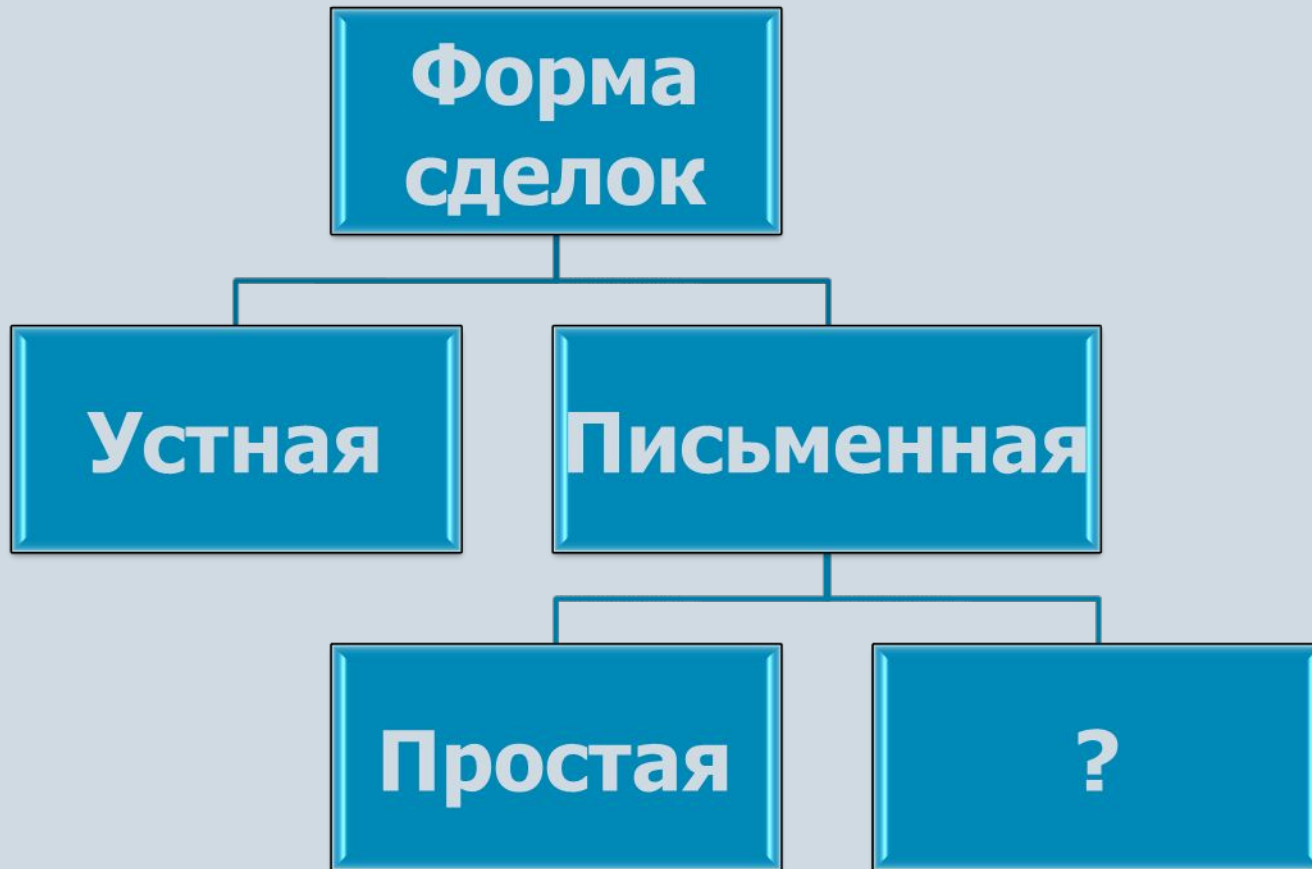 Форма
сделок
Устная
Письменная
Простая
?